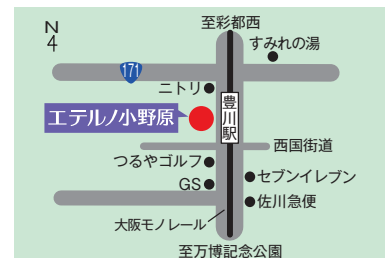 至彩都西
N
4
すみれの湯
171
ニトリ
エテルノ小野原
豊川駅
西国街道
つるやゴルフ
セブンイレブン
GS
佐川急便
大阪モノレール
至万博記念公園